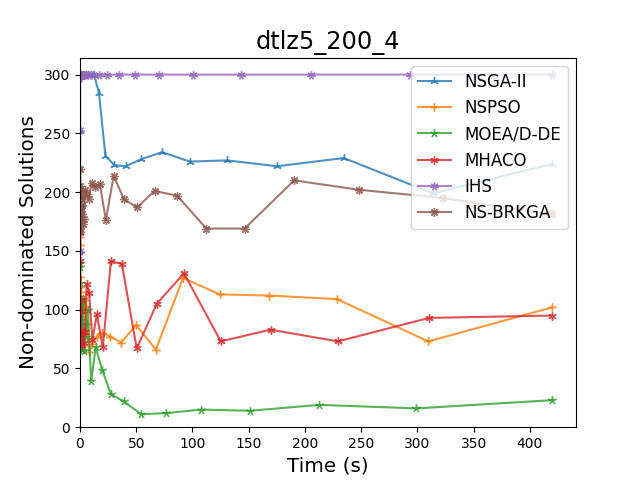 dtlz5_200_4
Non-dominated Solutions
300
250
200
150
100
50
0
NSGA-II
NSPSO
MOEA/D-DE
MHACO
IHS
NS-BRKGA
0 50 100 150 200 250 300 350 400
Time (s)